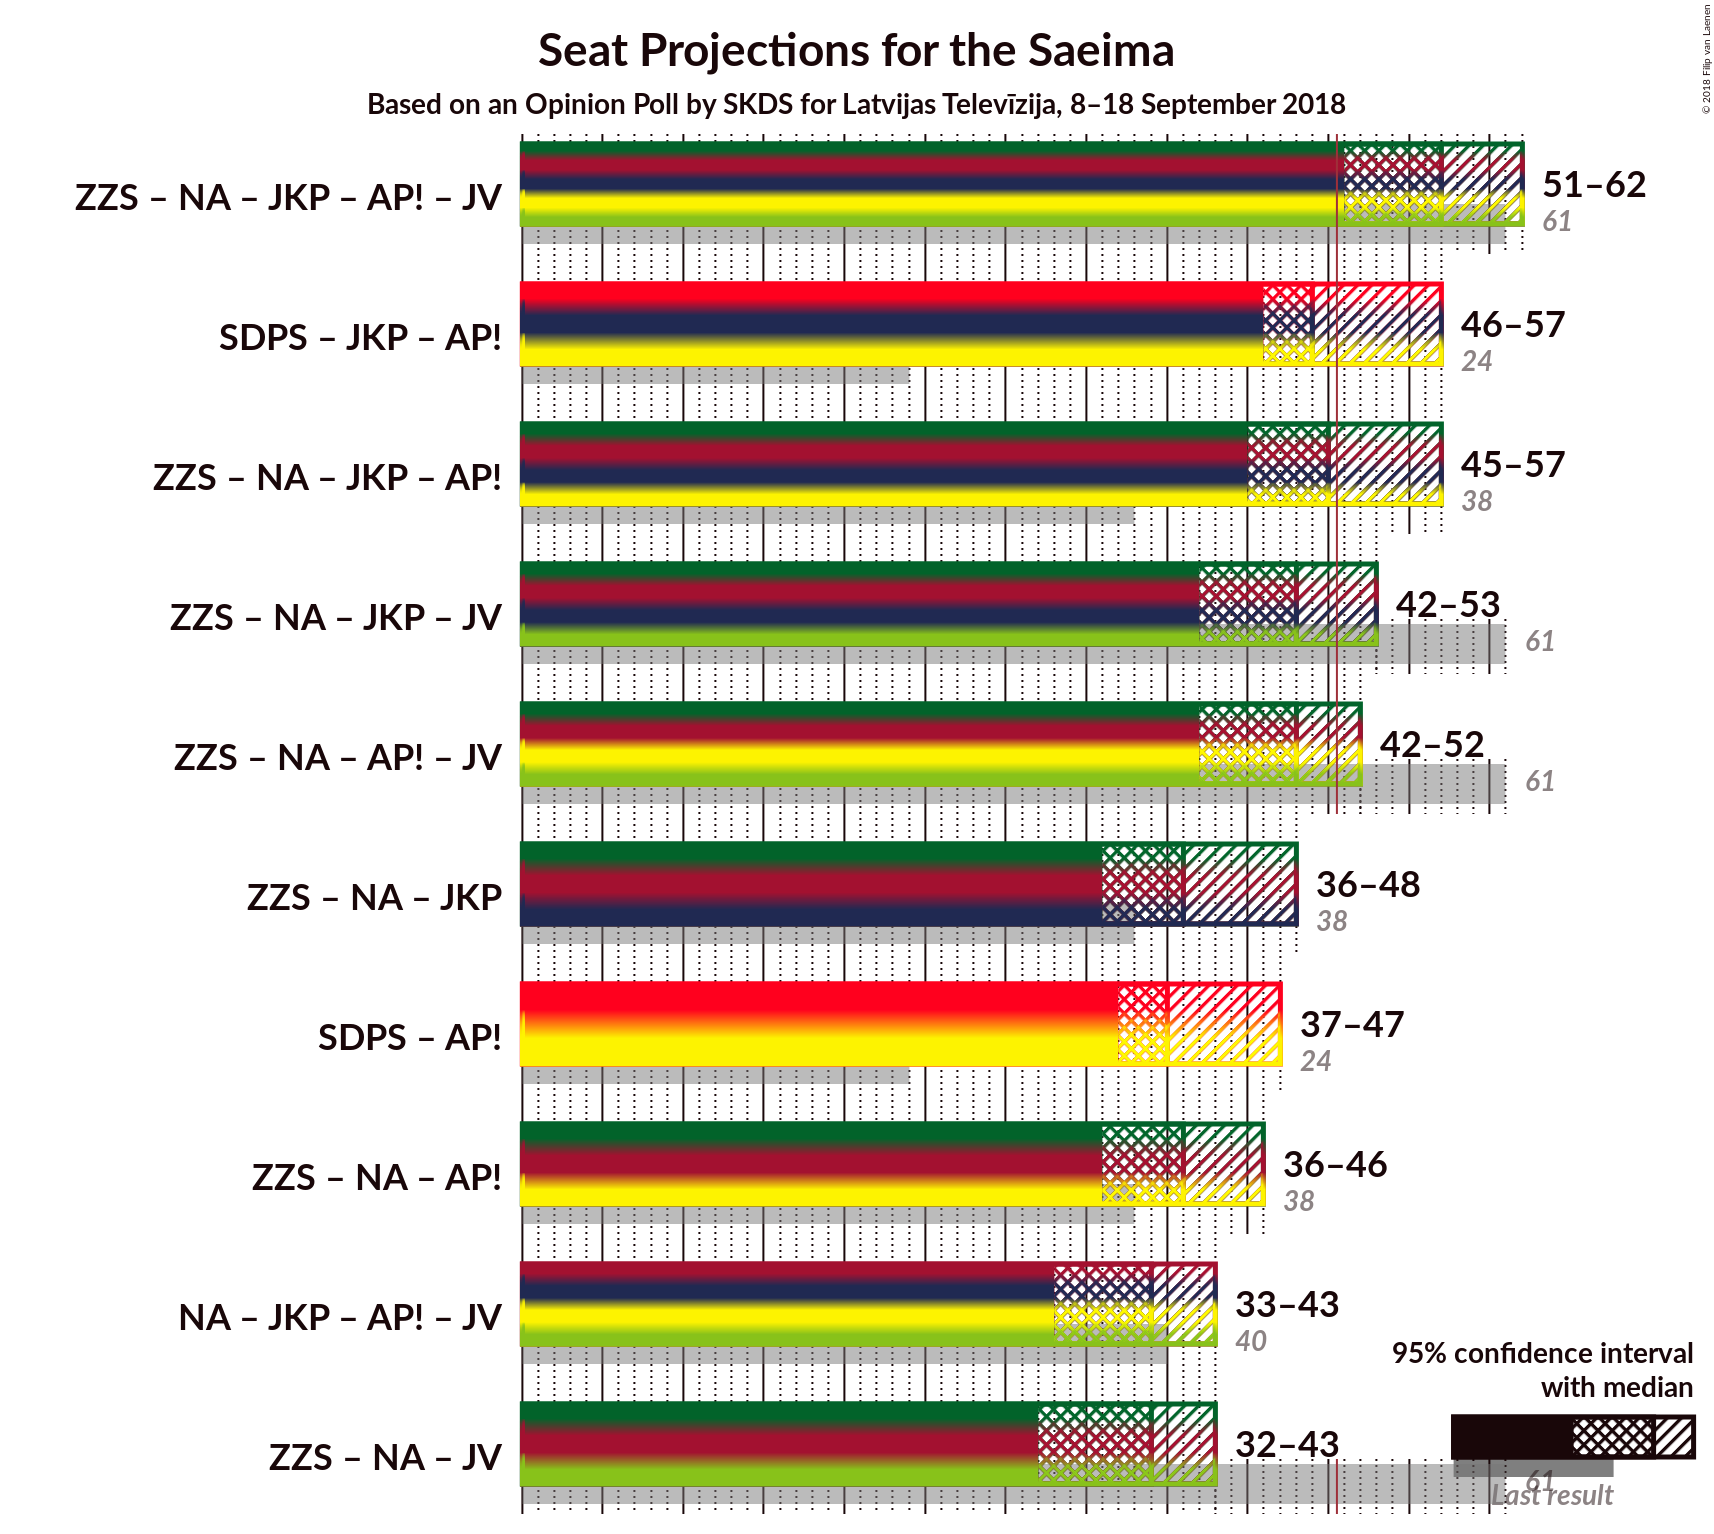 Seat Projections for the Saeima
Based on an Opinion Poll by SKDS for Latvijas Televīzija, 8–18 September 2018
© 2018 Filip van Laenen
ZZS – NA – JKP – AP! – JV
51–62
61
SDPS – JKP – AP!
46–57
24
ZZS – NA – JKP – AP!
45–57
38
ZZS – NA – JKP – JV
42–53
61
ZZS – NA – AP! – JV
42–52
61
ZZS – NA – JKP
36–48
38
SDPS – AP!
37–47
24
ZZS – NA – AP!
36–46
38
NA – JKP – AP! – JV
33–43
40
ZZS – NA – JV
32–43
61
95% confidence interval
with median
Last result